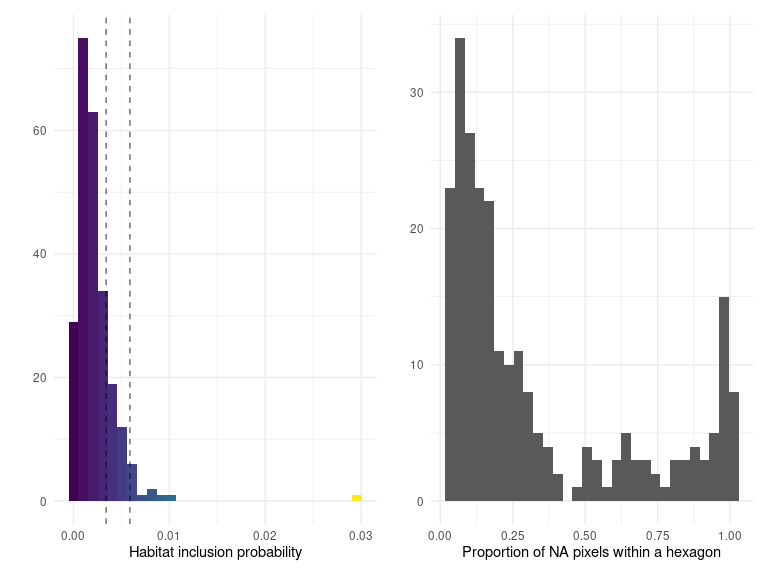 60
40
20
0
0.00 0.01 0.02 0.03
Habitat inclusion probability
30
20
10
0
0.00 0.25 0.50 0.75 1.00
Proportion of NA pixels within a hexagon